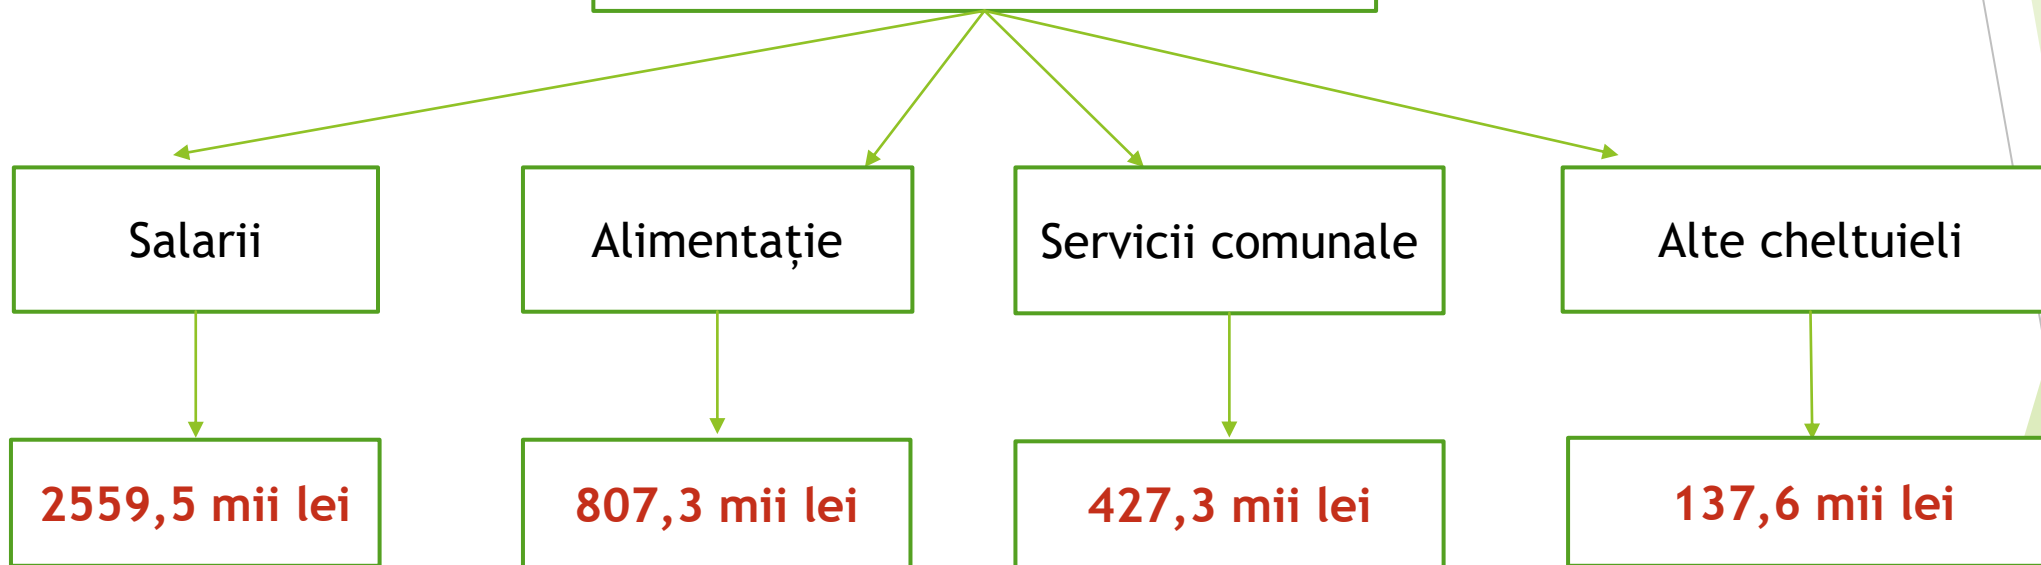 Salarii
Alimentație
Servicii comunale
Alte cheltuieli
2559,5 mii lei
807,3 mii lei
427,3 mii lei
137,6 mii lei